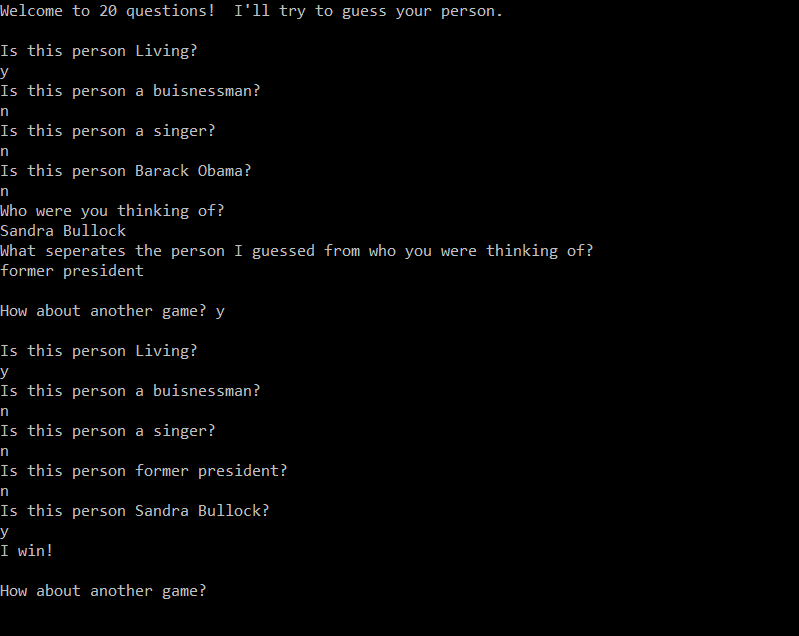 Welcome to 20 questions!  I'll try to guess your person.
Is this person Living?
y
Is this person a buisnessman?
n
Is this person a singer?
n
Is this person Barack Obama?
n
Who were you thinking of?
Sandra Bullock
What seperates the person I guessed from who you were thinking of?
former president
How about another game? y
Is this person Living?
y
Is this person a buisnessman?
n
Is this person a singer?
n
Is this person former president?
n
Is this person Sandra Bullock?
y
I win!
How about another game?